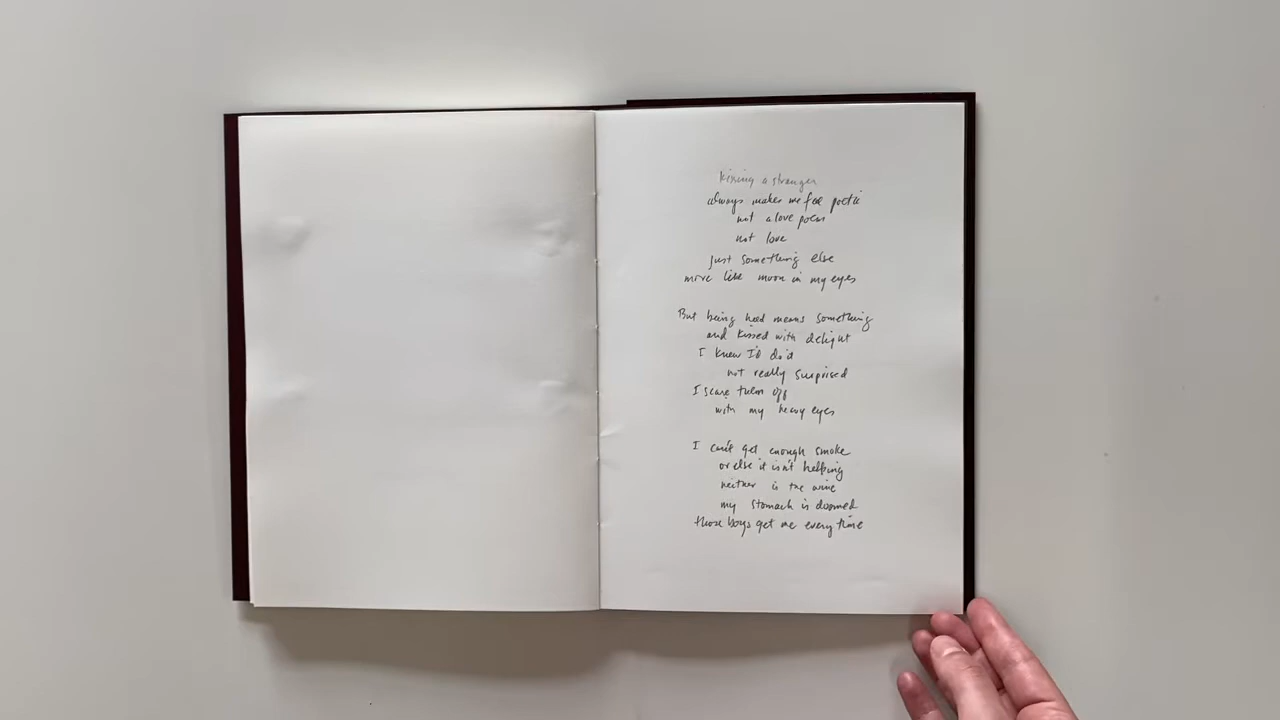 kissing a stranger
always makes me feel poetic
not a love poem
not love
just something else
more like moon in my eyes
But being held means something
and kissed with delight
I knew I'd do it
not really surprised
I scare them off
with my heavy eyes
I can't get enough smoke
or else it isn't helping
neither is the wine
my stomach is doomed
those boys get me every time